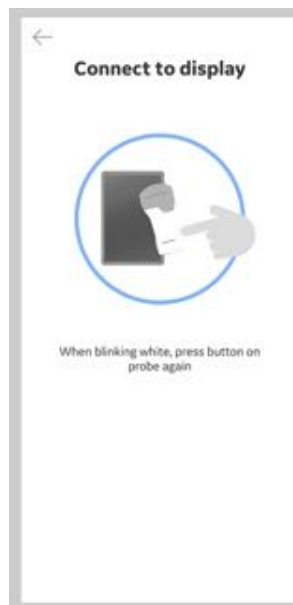 Connect to display
When blinking white, press button on
probe again